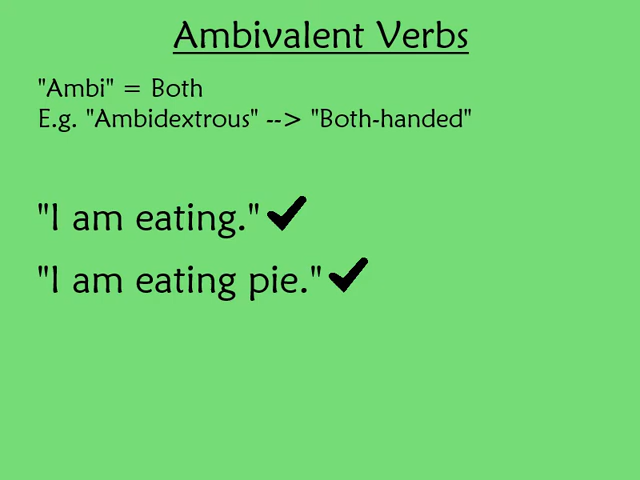 Ambivalent Verbs
"Ambi" = Both
E.g. "Ambidextrous" --> "Both-handed"
"I am eating."
"I am eating pie."